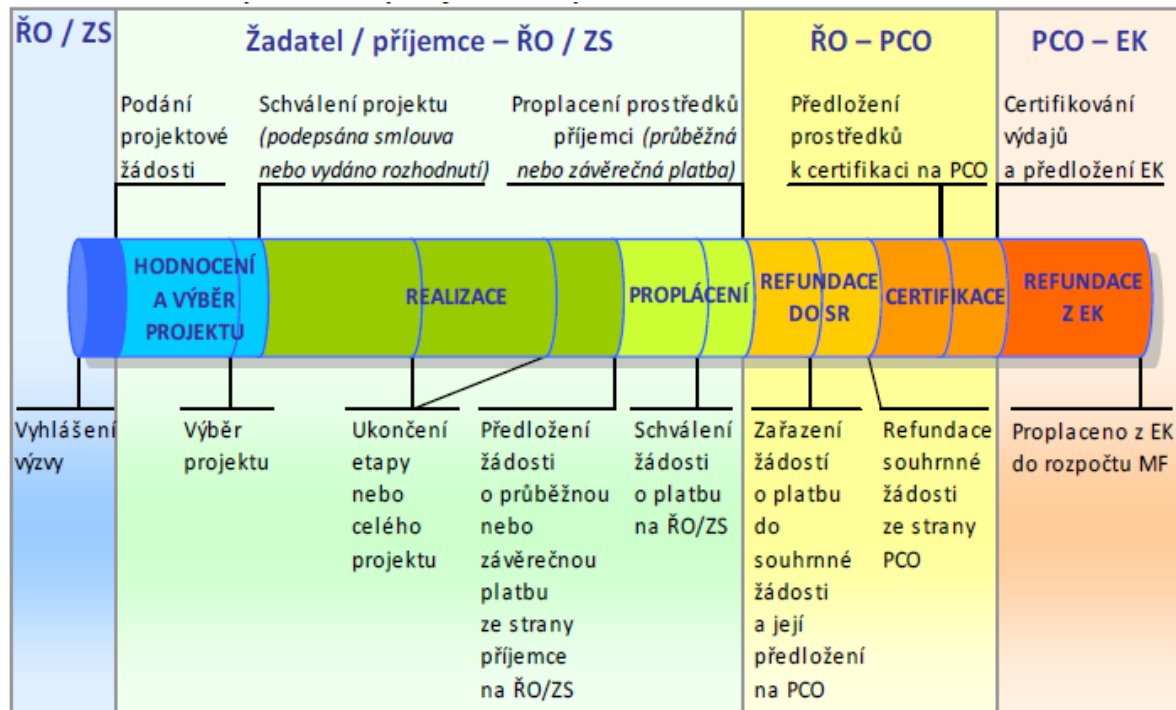 ŘO / ZS
Žadatel / příjemce – ŘO / ZS
ŘO – PCO
PCO – EK
Podání
projektové
žádosti
Schválení projektu
(podepsána smlouva
nebo vydáno rozhodnutí)
Proplacení prostředků
příjemci (průběžná
nebo závěrečná platba)
Předložení
prostředků
k certifikaci na PCO
Certifikování
výdajů
a předložení EK
HODNOCENÍ
A VÝBĚR
PROJEKTU
REALIZACE
PROPLÁCENÍ
REFUNDACE
DO SR
CERTIFIKACE
REFUNDACE
Z EK
Vyhlášení
výzvy
Výběr
projektu
Ukončení
etapy
nebo
celého
projektu
Předložení
žádosti
o průběžnou
nebo
závěrečnou
platbu
ze strany
příjemce
na ŘO/ZS
Schválení
žádosti
o platbu
na ŘO/ZS
Zařazení
žádostí
o platbu
do
souhrnné
žádosti
a její
předložení
na PCO
Refundace
souhrnné
žádosti
ze strany
PCO
Proplaceno z EK
do rozpočtu MF